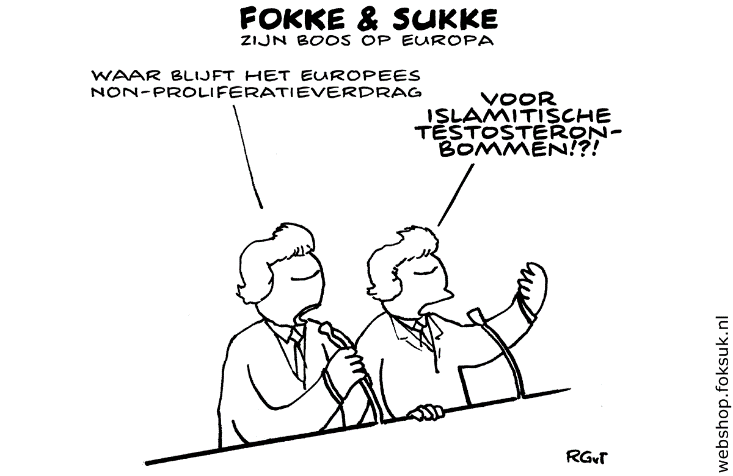 FOKKE & SUKKE
ZIJN BOOS OP EUROPA
WAAR BLIJFT HET EUROPEES
NON-PROLIFERATIEVERDRAG
VOOR
ISLAMITISCHE
TESTOSTERON-
BOMMEN!?!
RGvT
webshop.foksuk.nl